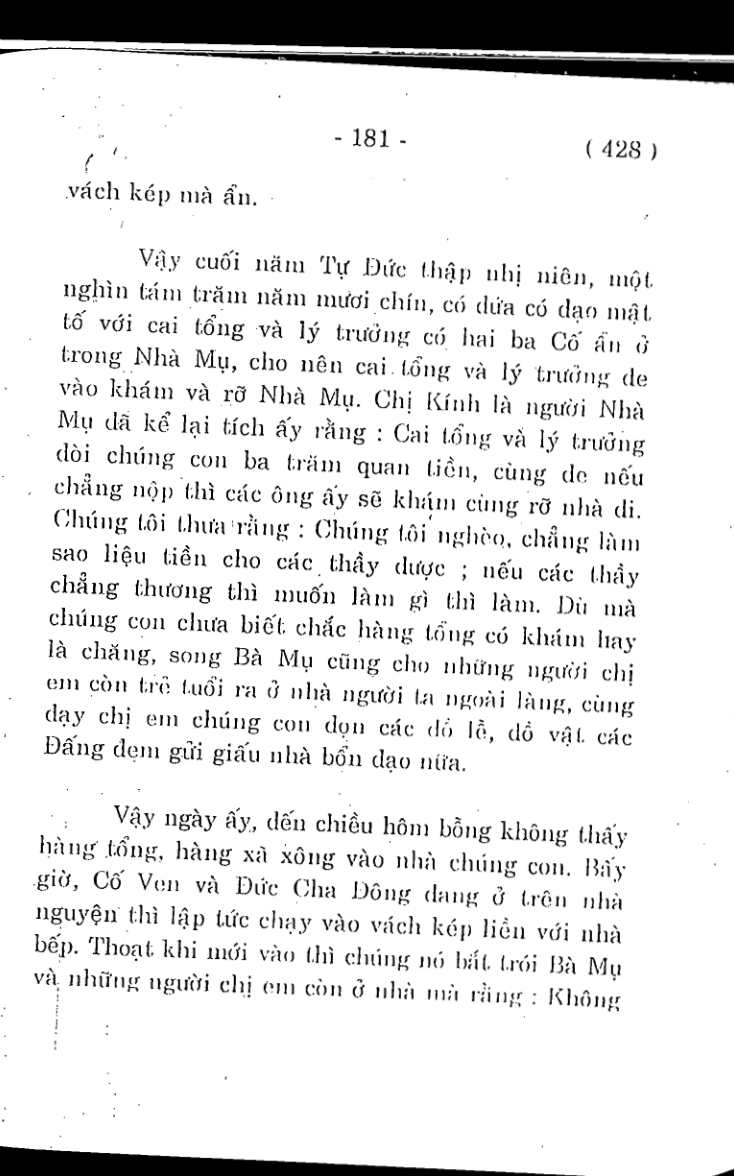 - 181 -
( 428 )
vách kép mà ẩn.
Vậy cuối năm Tự Đức thập nhị niên, một
nghìn tám trăm năm mươi chín, có đứa có đạo mật
tố với cai tổng và lý trưởng có hai ba Cố ẩn ở
trong Nhà Mụ, cho nên cai tổng và lý trưởng đe
vào khám và rỡ Nhà Mụ. Chị Kính là người Nhà
Mụ đã kể lại tích ấy rằng : Cai tổng và lý trưởng
đòi chúng con ba trăm quan tiền, cùng đe nếu
chẳng nộp thì các ông ấy sẽ khám cùng rỡ nhà đi.
Chúng tôi thưa rằng : Chúng tôi nghèo, chẳng làm
sao liệu tiền cho các thầy được ; nếu các thầy
chẳng thương thì muốn làm gì thì làm. Dù mà
chúng con chưa biết chắc hàng tổng có khám hay
là chăng, song Bà Mụ cũng cho những người chị
em còn trẻ tuổi ra ở nhà người ta ngoài làng, cùng
dạy chị em chúng con dọn các đồ lễ, đồ vật các
Đấng đem gửi giấu nhà bổn đạo nữa.
Vậy ngày ấy, đến chiều hôm bỗng không thấy
hàng tổng, hàng xã xông vào nhà chúng con. Bấy
giờ, Cố Ven và Đức Cha Đông đang ở trên nhà
nguyện thì lập tức chạy vào vách kép liền với nhà
bếp. Thoạt khi mới vào thì chúng nó bắt trói Bà Mụ
và những người chị em còn ở nhà mà rằng : Không